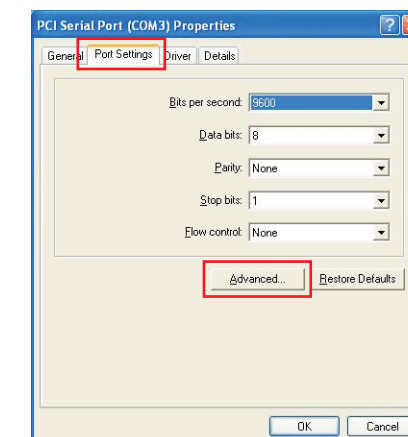 PCI Serial Port (COM3) Properties
General Port Settings Driver Details
Bits per second: 9600
Data bits: 8
Parity: None
Stop bits: 1
Flow control: None
Advanced... Restore Defaults
OK Cancel